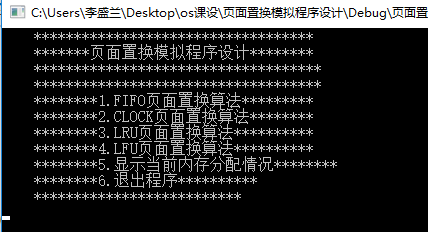 C:\Users\李盛兰\Desktop\os课设\页面置换模拟程序设计\Debug\页面置
**********************************
*******页面置换模拟程序设计********
***********************************
***********************************
********1.FIFO页面置换算法*********
********2.CLOCK页面置换算法********
********3.LRU页面置换算法**********
********4.LFU页面置换算法**********
********5.显示当前内存分配情况********
********6.退出程序**********
**************************